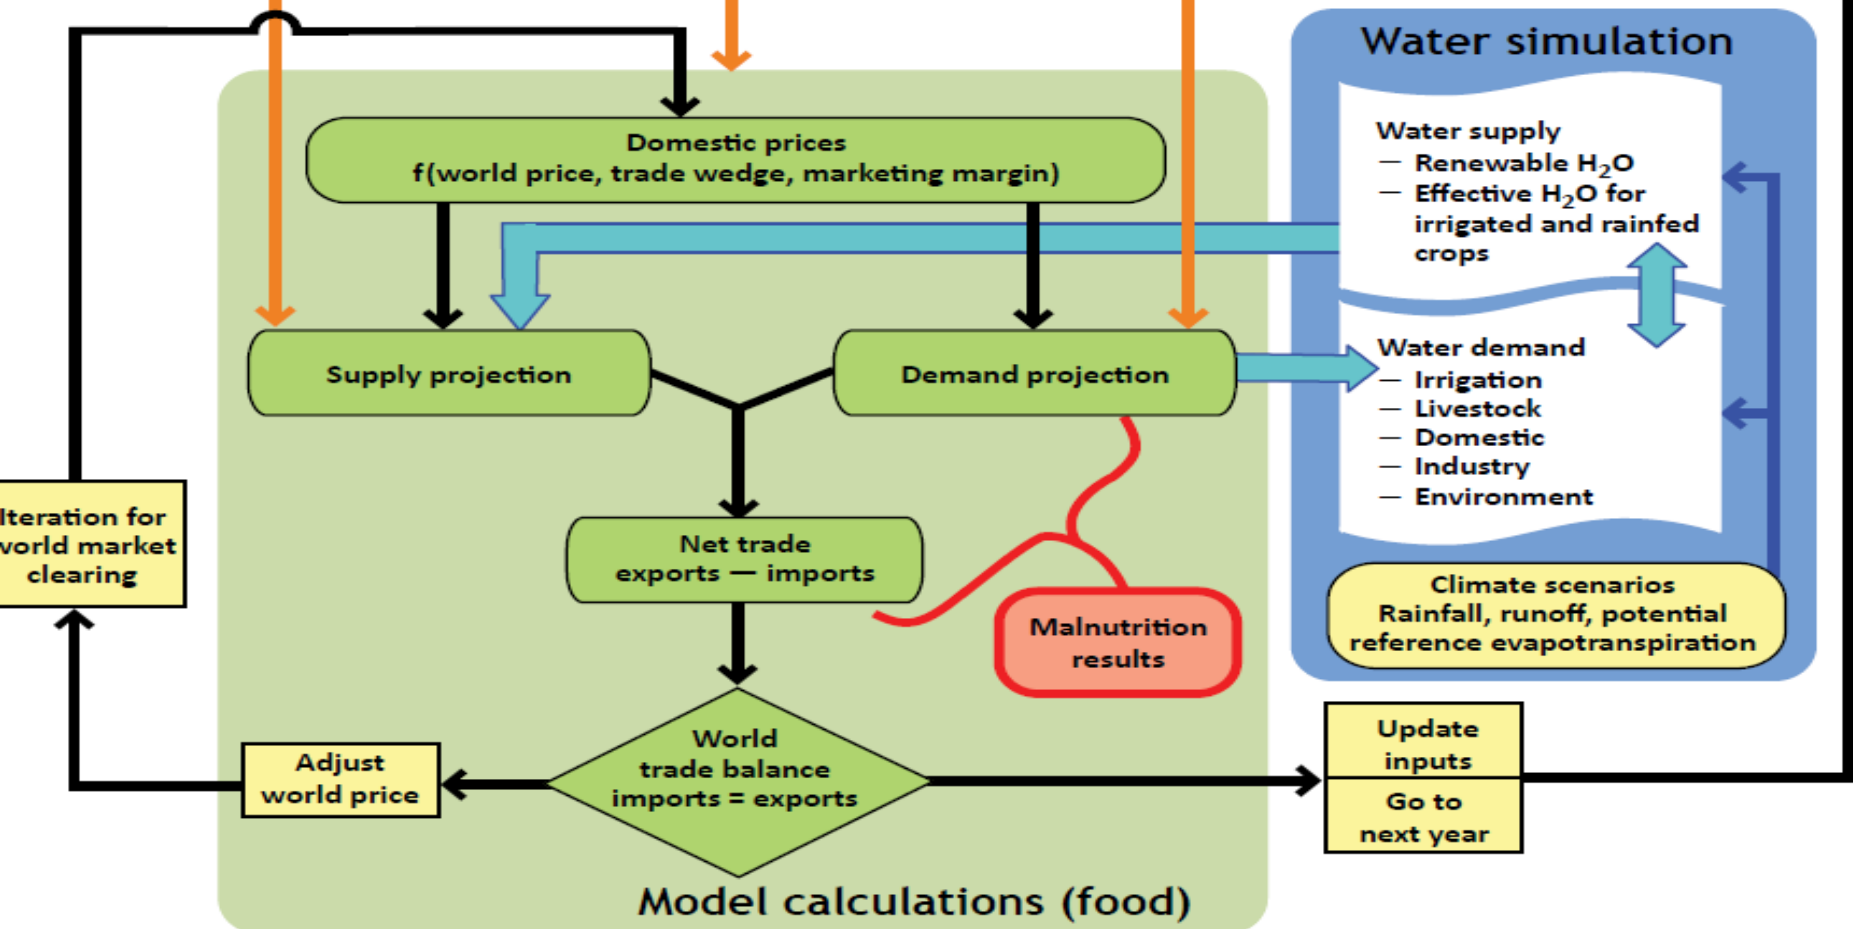 Water simulation
Domestic prices
f(world price, trade wedge, marketing margin)
Water supply
— Renewable H₂O
— Effective H₂O for
irrigated and rainfed
crops
Supply projection
Demand projection
Water demand
— Irrigation
— Livestock
— Domestic
— Industry
— Environment
Iteration for
world market
clearing
Net trade
exports — imports
Malnutrition
results
Climate scenarios
Rainfall, runoff, potential
reference evapotranspiration
Adjust
world price
World
trade balance
imports = exports
Update
inputs
Go to
next year
Model calculations (food)